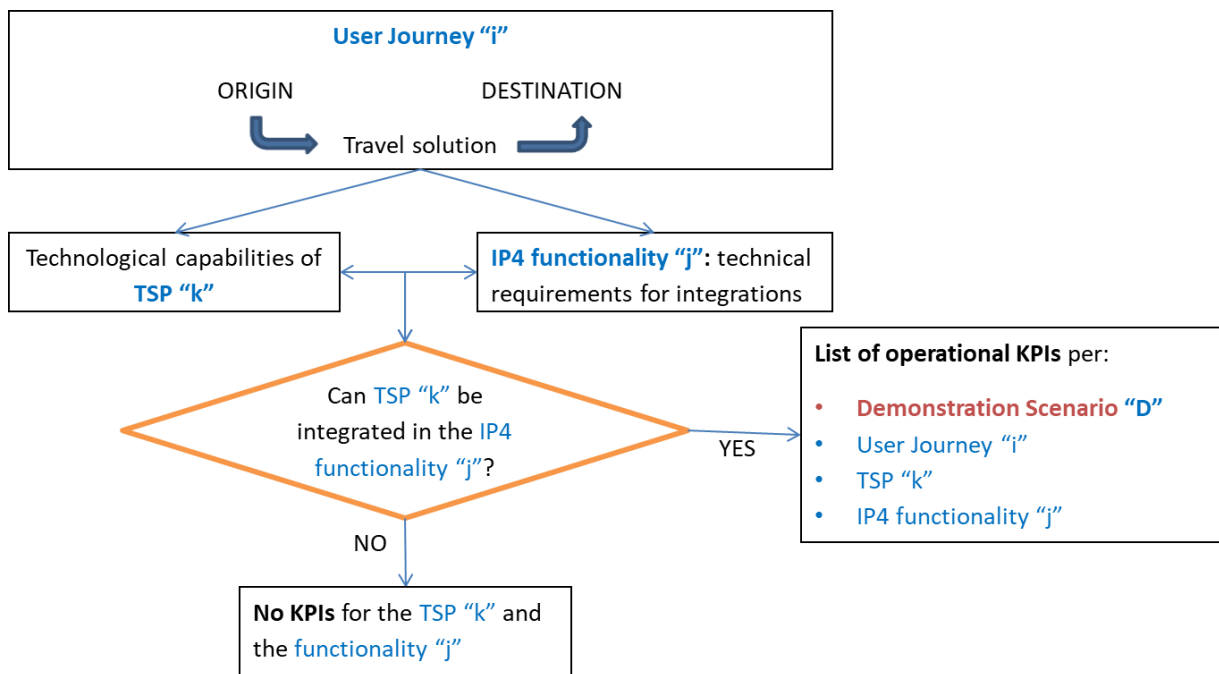 User Journey “i”
ORIGIN
DESTINATION
Travel solution
Technological capabilities of
TSP “k”
IP4 functionality “j”: technical
requirements for integrations
Can TSP “k” be
integrated in the IP4
functionality “j”?
YES
List of operational KPIs per:
• Demonstration Scenario “D”
• User Journey “i”
• TSP “k”
• IP4 functionality “j”
NO
No KPIs for the TSP “k” and
the functionality “j”